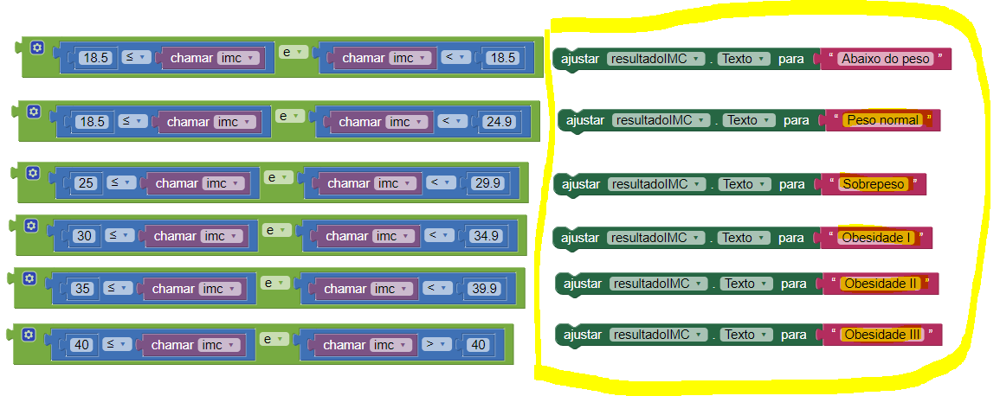 18.5 ≤ chamar imc e chamar imc < 18.5 ajustar resultadoIMC . Texto para “ Abaixo do peso ”
18.5 ≤ chamar imc e chamar imc < 24.9 ajustar resultadoIMC . Texto para “ Peso normal ”
25 ≤ chamar imc e chamar imc < 29.9 ajustar resultadoIMC . Texto para “ Sobrepeso ”
30 ≤ chamar imc e chamar imc < 34.9 ajustar resultadoIMC . Texto para “ Obesidade I ”
35 ≤ chamar imc e chamar imc < 39.9 ajustar resultadoIMC . Texto para “ Obesidade II ”
40 ≤ chamar imc e chamar imc > 40 ajustar resultadoIMC . Texto para “ Obesidade III ”